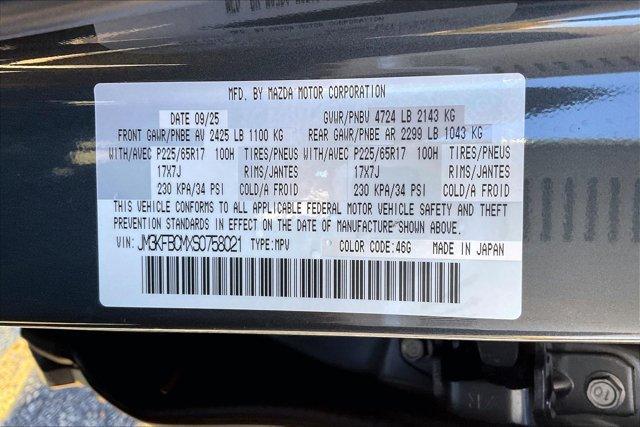 MFD. BY MAZDA MOTOR CORPORATION
DATE 09/25 GVWR/PNBV 4724 LB 2143 KG
FRONT GAWR/PNBE AV 2425 LB 1100 KG REAR GAWR/PNBE AR 2299 LB 1043 KG
WITH/AVEC P225/65R17 100H TIRES/PNEUS WITH/AVEC P225/65R17 100H TIRES/PNEUS
17X7J RIMS/JANTES 17X7J RIMS/JANTES
230 KPA/34 PSI COLD/A FROID 230 KPA/34 PSI COLD/A FROID
THIS VEHICLE CONFORMS TO ALL APPLICABLE FEDERAL MOTOR VEHICLE SAFETY AND THEFT
PREVENTION STANDARDS IN EFFECT ON THE DATE OF MANUFACTURE SHOWN ABOVE.
VIN: JM3KFBCMXS0758021 TYPE:MPV COLOR CODE:46G MADE IN JAPAN
10